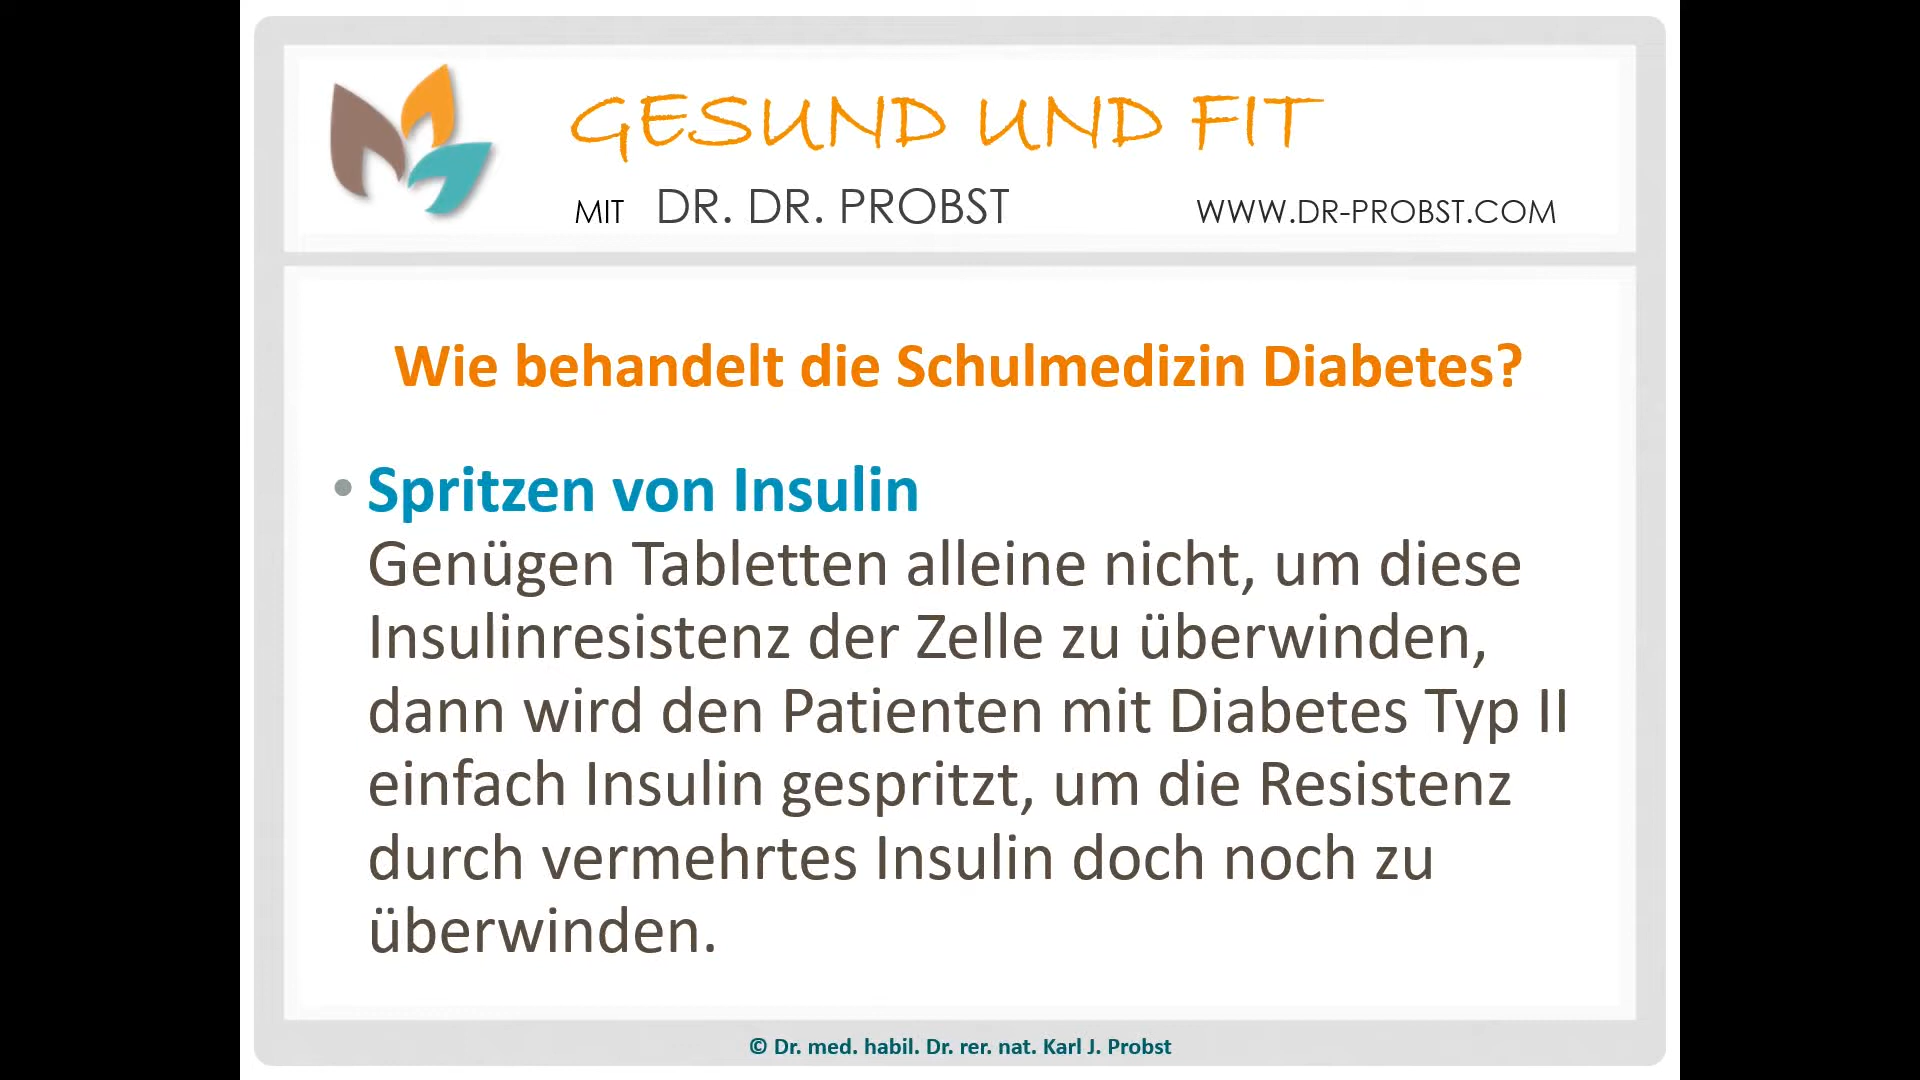 GESUND UND FIT
MIT DR. DR. PROBST WWW.DR-PROBST.COM
Wie behandelt die Schulmedizin Diabetes?
• Spritzen von Insulin
Genügen Tabletten alleine nicht, um diese
Insulinresistenz der Zelle zu überwinden,
dann wird den Patienten mit Diabetes Typ II
einfach Insulin gespritzt, um die Resistenz
durch vermehrtes Insulin doch noch zu
überwinden.
© Dr. med. habil. Dr. rer. nat. Karl J. Probst